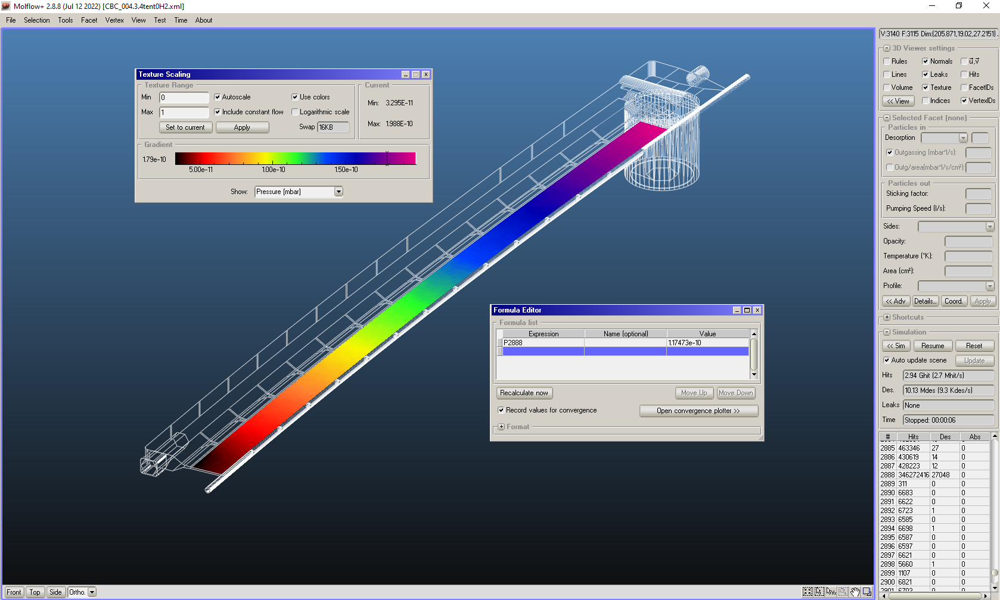 Molflow+ 2.8.8 (Jul 12 2022) [CBC_004.3.4tent0H2.xml]
File Selection Tools Facet Vertex View Test Time About
V:3140 F:3115 Dim:(205.871,19.02,27.2151)
3D Viewer settings
Rules Normals u,v
Lines Leaks Hits
Volume Texture FacetIDs
<< View Indices VertexIDs
Selected Facet (none)
Particles in
Desorption
Outgassing (mbar*l/s):
Outg/area(mbar*l/s/cm²):
Particles out
Sticking factor:
Pumping Speed (l/s):
Sides:
Opacity:
Temperature (°K):
Area (cm²):
Profile:
<< Adv Details... Coord. Apply
Shortcuts
Simulation
<< Sim Resume Reset
Auto update scene Update
Hits 2.94 Ghit (2.7 Mhit/s)
Des. 10.13 Mdes (9.3 Kdes/s)
Leaks None
Time Stopped: 00:00:06
# Hits Des Abs
2885 463346 27 0
2886 430619 14 0
2887 428223 12 0
2888 346272416 27048 0
2889 311 0 0
2890 6683 0 0
2891 6622 0 0
2892 6723 1 0
2893 6585 0 0
2894 6698 1 0
2895 6587 0 0
2896 6597 0 0
2897 6621 0 0
2898 5660 1 0
2899 1107 0 0
2900 6821 0 0
Texture Scaling
Texture Range
Min 0 Autoscale Use colors
Max 1 Include constant flow Logarithmic scale
Set to current Apply Swap 16KB
Current
Min: 3.295E-11
Max: 1.988E-10
Gradient
1.79e-10
5.00e-11 1.00e-10 1.50e-10
Show: Pressure [mbar]
Formula Editor
Formula list
Expression Name (optional) Value
P2888 1.17473e-10
Recalculate now Move Up Move Down
Record values for convergence Open convergence plotter >>
Format
Front Top Side Ortho.